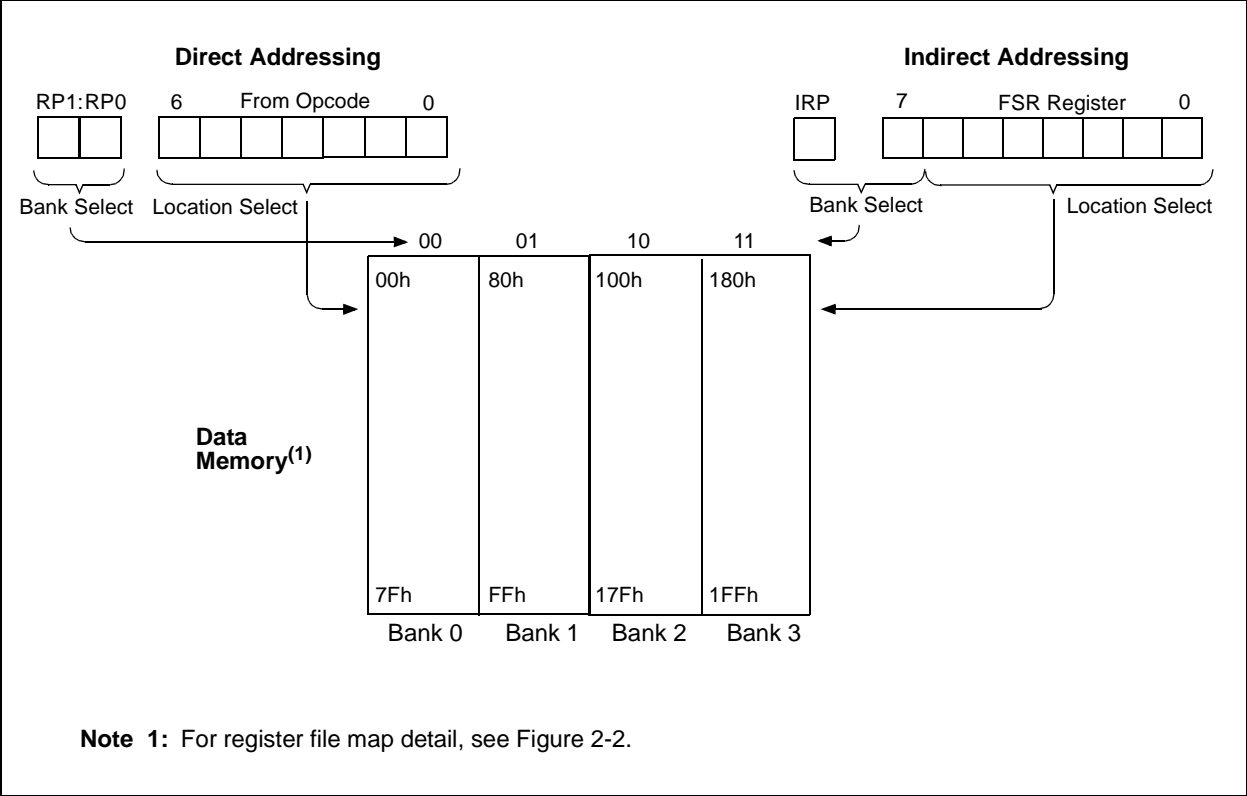 Direct Addressing
Indirect Addressing
RP1:RP0 6 From Opcode 0
IRP 7 FSR Register 0
Bank Select Location Select
Bank Select Location Select
00 01 10 11
00h 80h 100h 180h
Data
Memory(1)
7Fh FFh 17Fh 1FFh
Bank 0 Bank 1 Bank 2 Bank 3
Note 1: For register file map detail, see Figure 2-2.